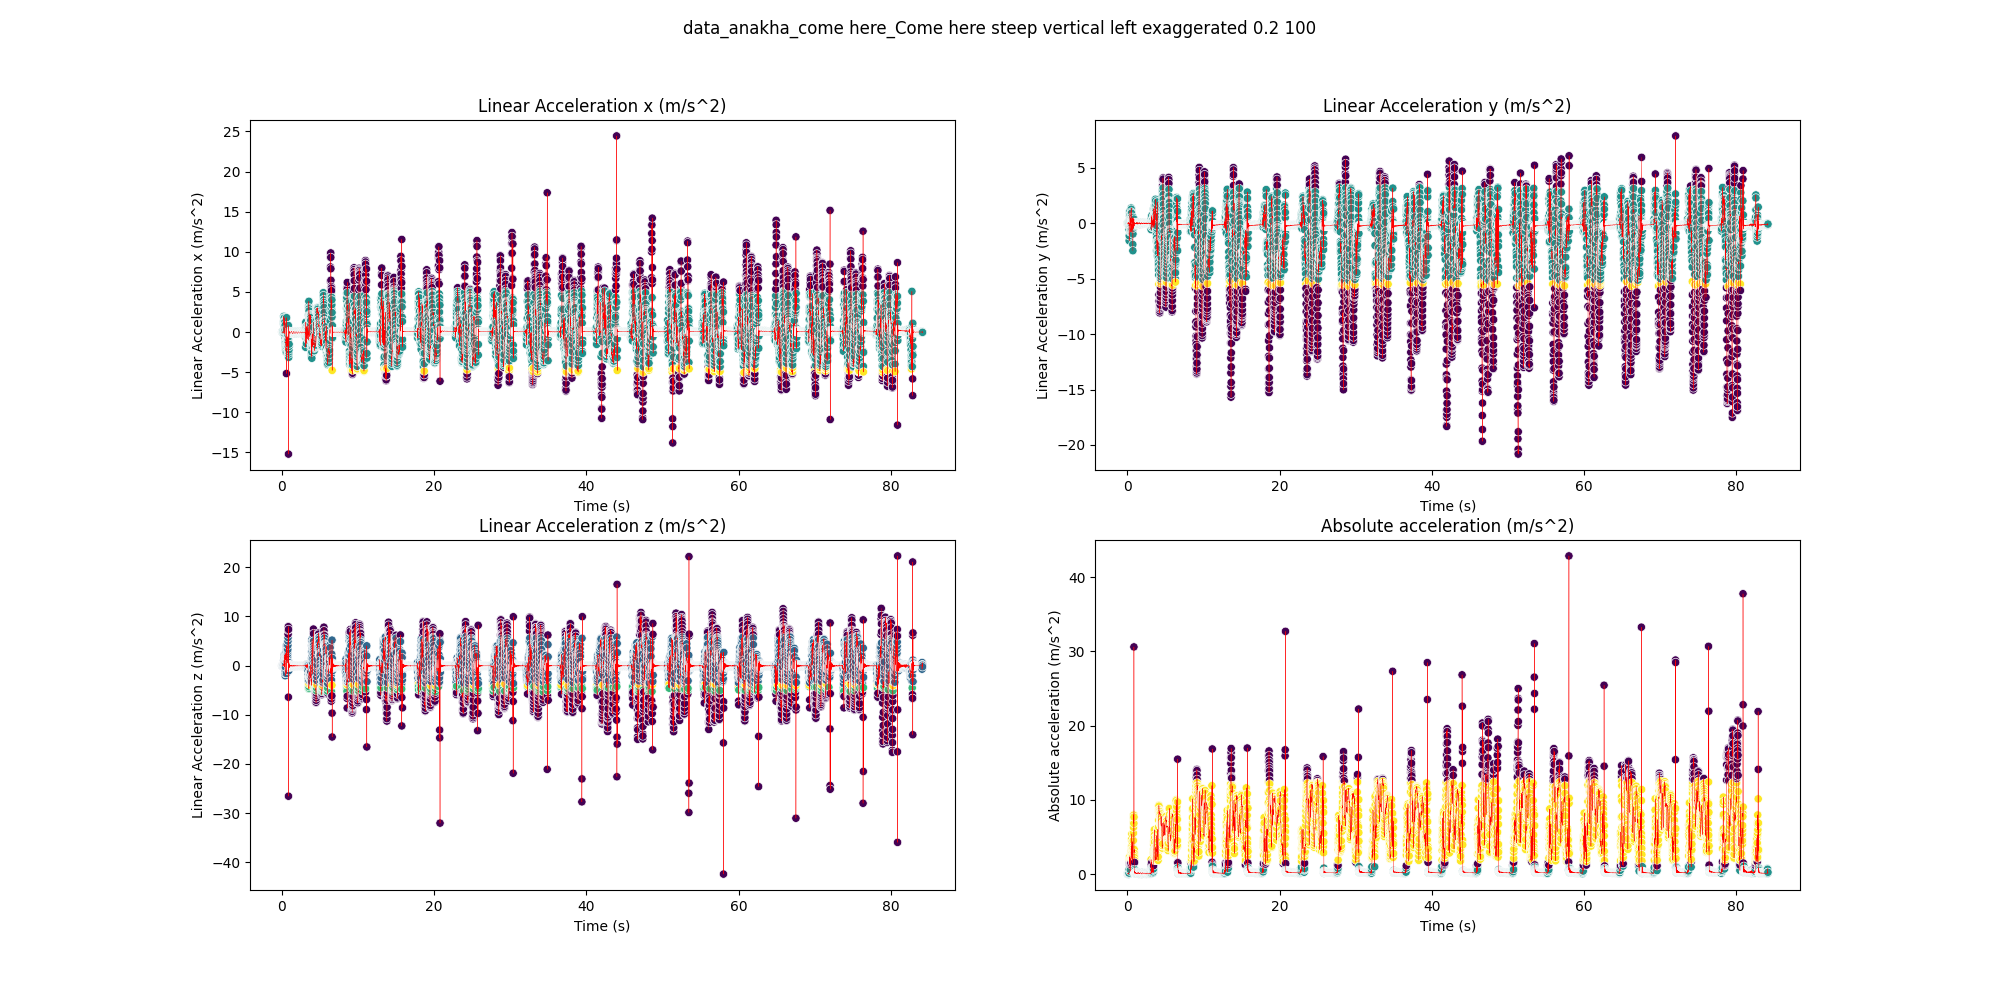 data_anakha_come here_Come here steep vertical left exaggerated 0.2 100
Linear Acceleration x (m/s^2)
Linear Acceleration x (m/s^2)
25
20
15
10
5
0
−5
−10
−15
0 20 40 60 80
Time (s)
Linear Acceleration y (m/s^2)
Linear Acceleration y (m/s^2)
5
0
−5
−10
−15
−20
0 20 40 60 80
Time (s)
Linear Acceleration z (m/s^2)
Linear Acceleration z (m/s^2)
20
10
0
−10
−20
−30
−40
0 20 40 60 80
Time (s)
Absolute acceleration (m/s^2)
Absolute acceleration (m/s^2)
40
30
20
10
0
0 20 40 60 80
Time (s)